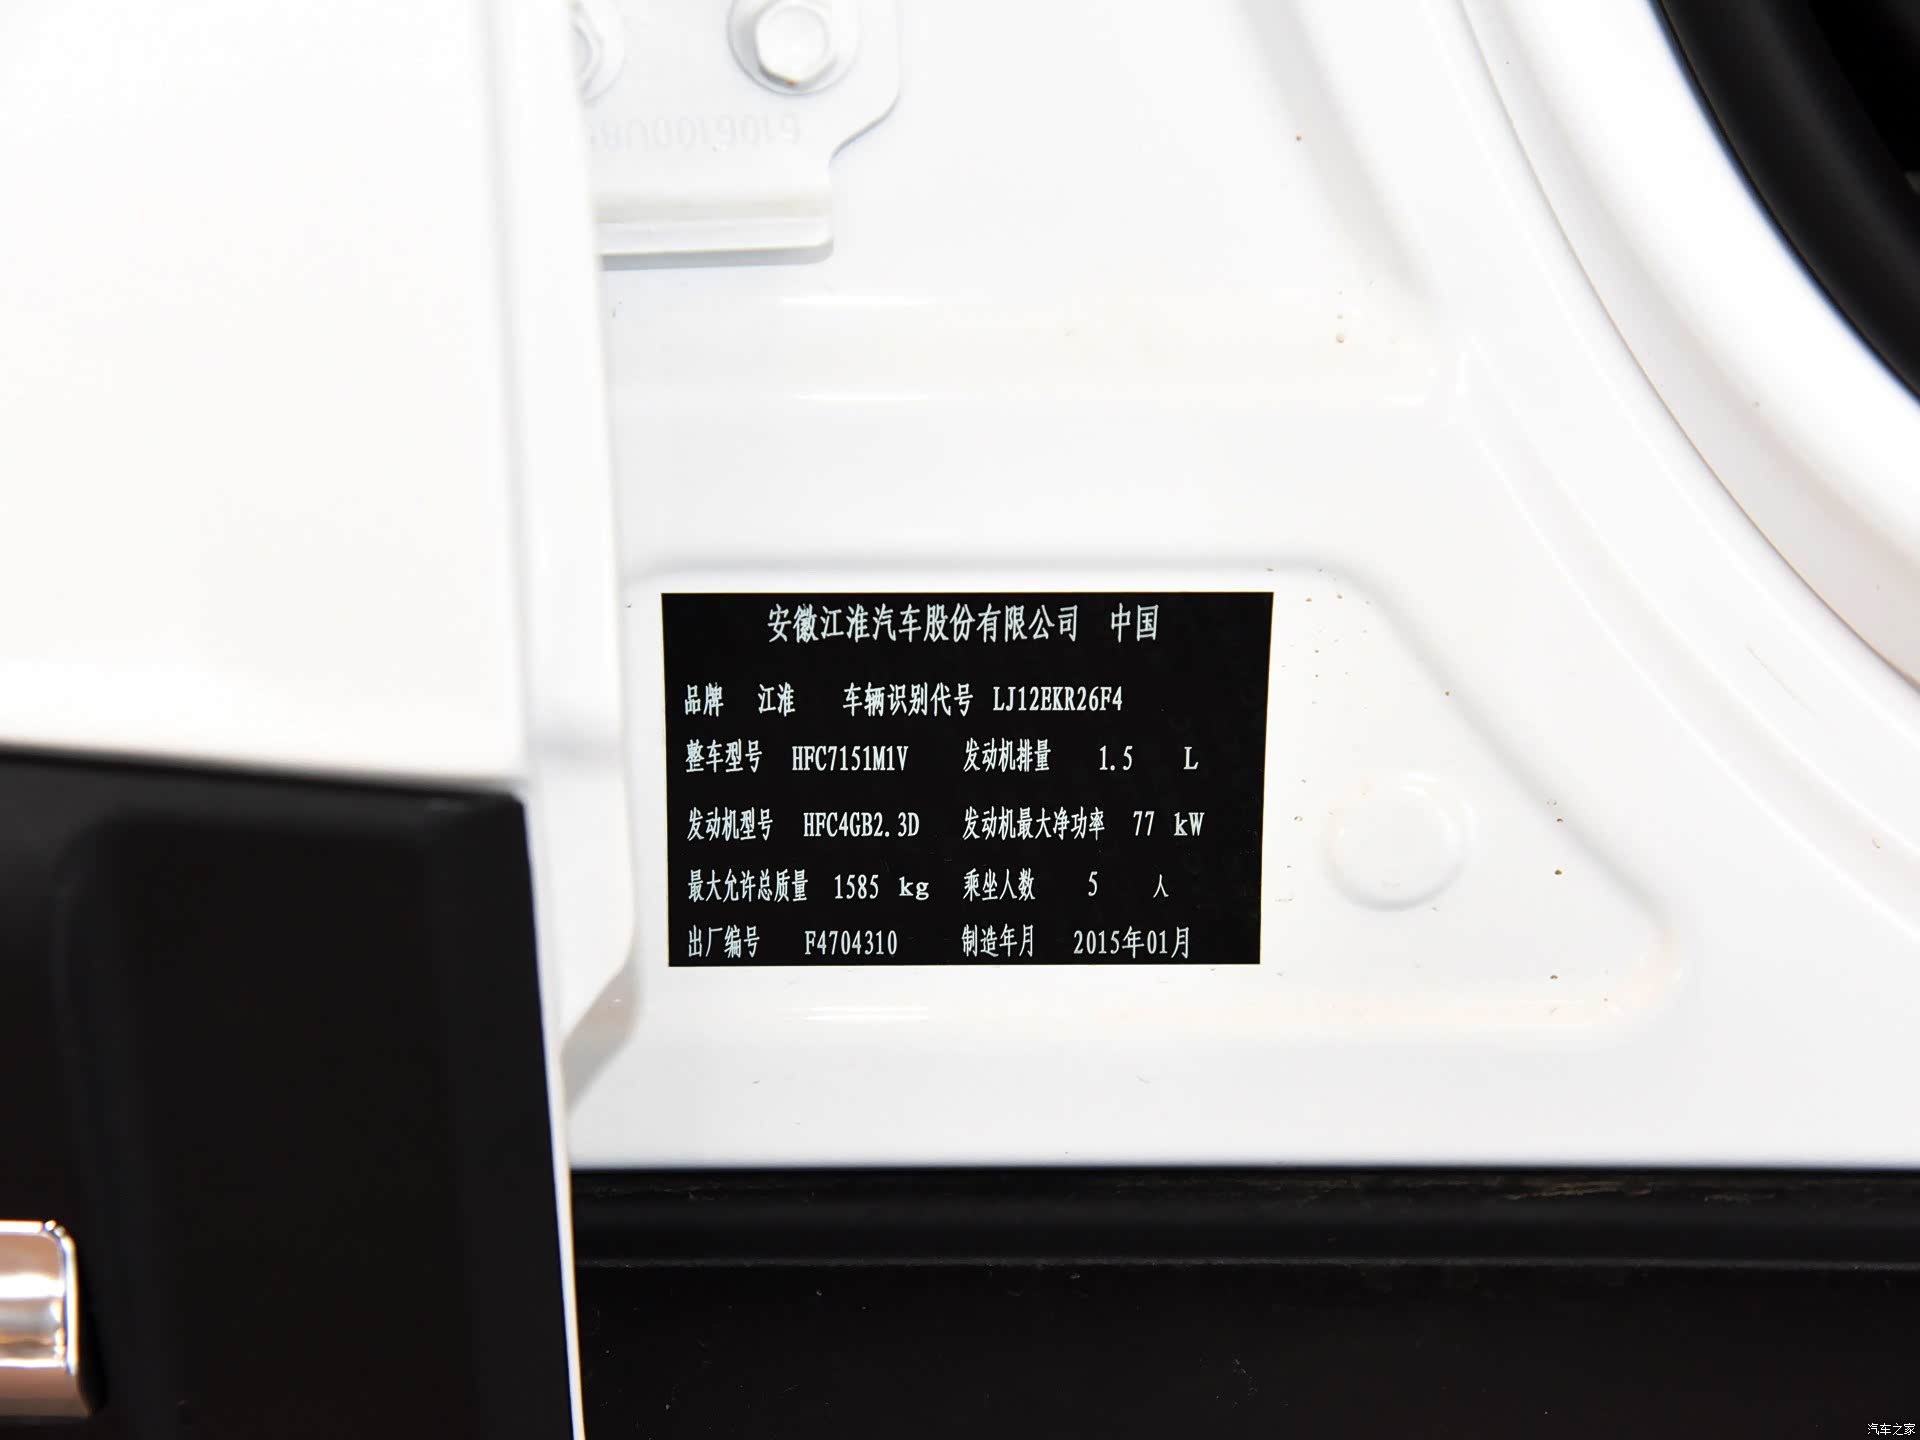 安徽江淮汽车股份有限公司 中国
品牌 江淮 车辆识别代号 LJ12EKR26F4
整车型号 HFC7151M1V 发动机排量 1.5 L
发动机型号 HFC4GB2.3D 发动机最大净功率 77 kW
最大允许总质量 1585 kg 乘坐人数 5 人
出厂编号 F4704310 制造年月 2015年01月
汽车之家